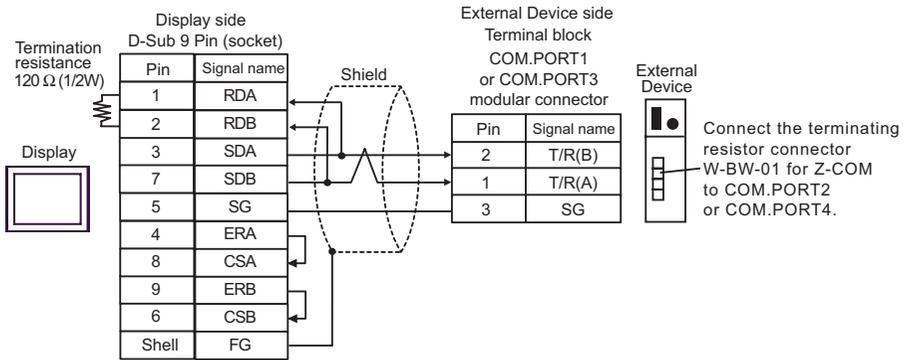 Display side
D-Sub 9 Pin (socket)
Termination
resistance
120 Ω (1/2W)
Pin Signal name
1 RDA
2 RDB
3 SDA
7 SDB
5 SG
4 ERA
8 CSA
9 ERB
6 CSB
Shell FG
Display
Shield
External Device side
Terminal block
COM.PORT1
or COM.PORT3
modular connector
Pin Signal name
2 T/R(B)
1 T/R(A)
3 SG
External
Device
Connect the terminating
resistor connector
W-BW-01 for Z-COM
to COM.PORT2
or COM.PORT4.